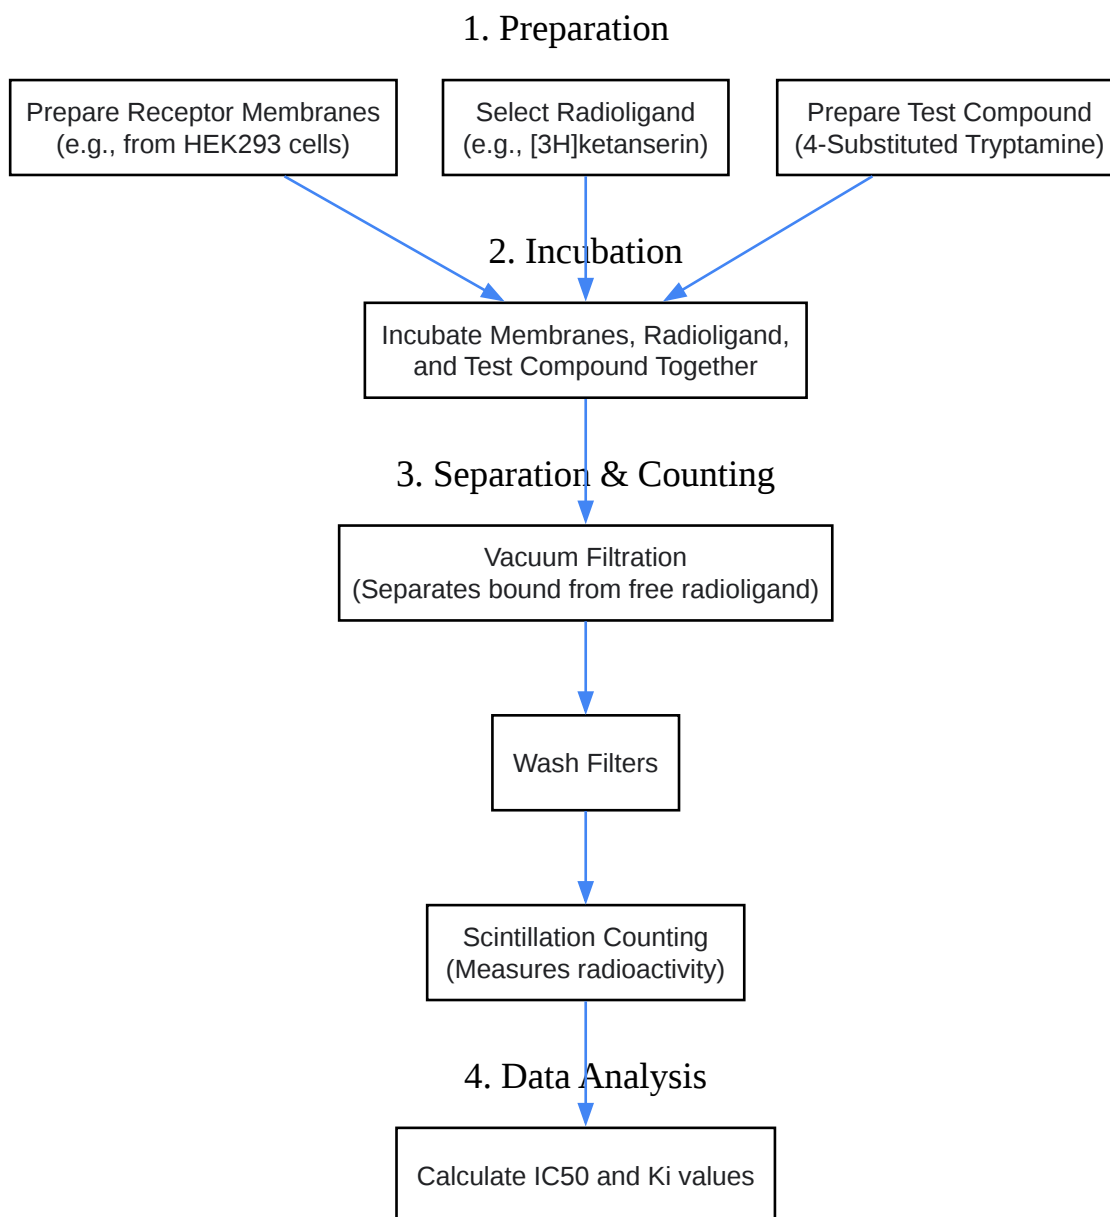 1. Preparation
Prepare Receptor Membranes
(e.g., from HEK293 cells)
Select Radioligand
(e.g., [3H]ketanserin)
Prepare Test Compound
(4-Substituted Tryptamine)
2. Incubation
Incubate Membranes, Radioligand,
and Test Compound Together
3. Separation & Counting
Vacuum Filtration
(Separates bound from free radioligand)
Wash Filters
Scintillation Counting
(Measures radioactivity)
4. Data Analysis
Calculate IC50 and Ki values